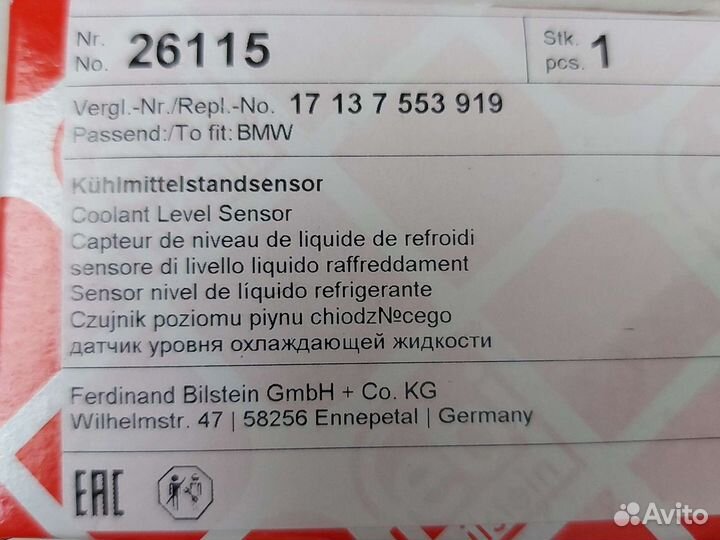 Nr. No. 26115 Stk. pcs. 1
Vergl.-Nr./Repl.-No. 17 13 7 553 919
Passend:/To fit: BMW
Kühlmittelstandsensor
Coolant Level Sensor
Capteur de niveau de liquide de refroidi
sensore di livello liquido raffreddament
Sensor nivel de líquido refrigerante
Czujnik poziomu pіynu chіodz№cego
датчик уровня охлаждающей жидкости
Ferdinand Bilstein GmbH + Co. KG
Wilhelmstr. 47 | 58256 Ennepetal | Germany
EAC
Avito